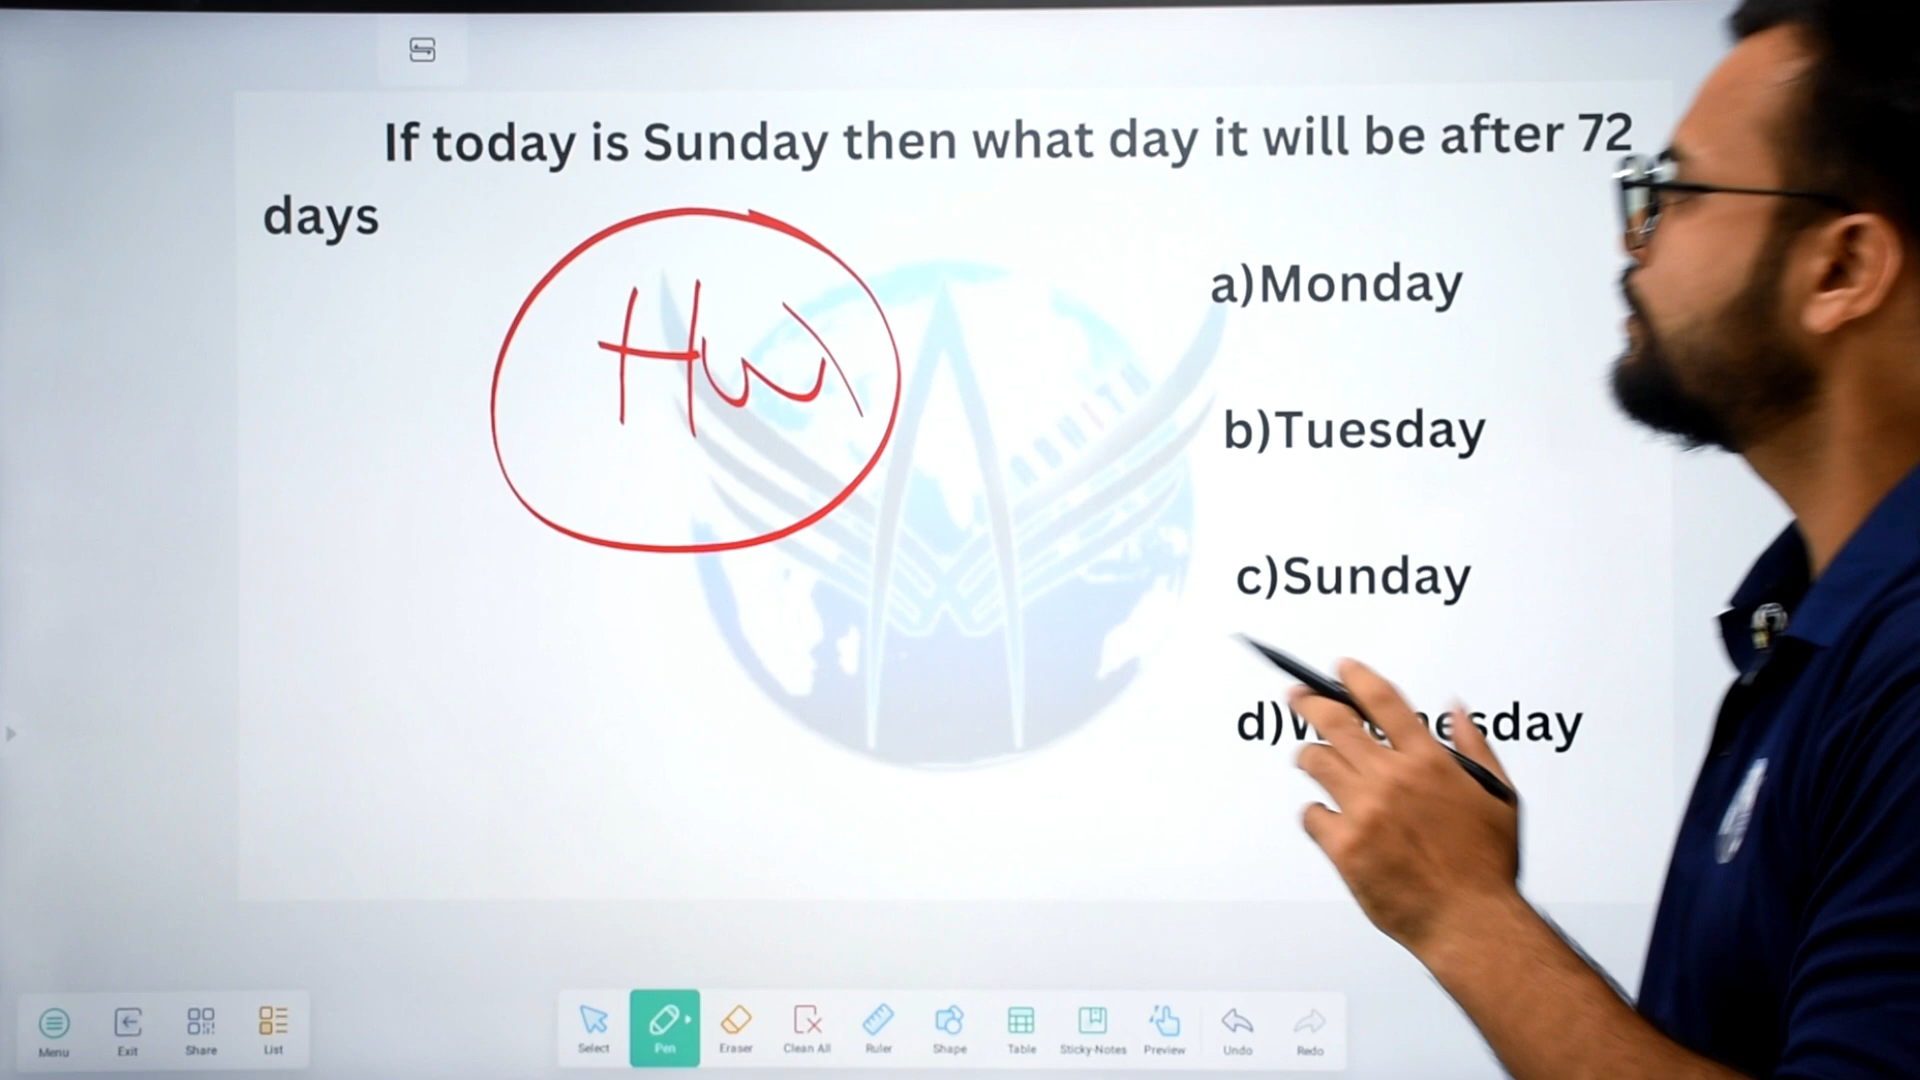 If today is Sunday then what day it will be after 72
days
HW
a)Monday
b)Tuesday
c)Sunday
ABHITH
Menu
Exit
Share
List
Select
Pen
Eraser
Clean All
Ruler
Shape
Table
Sticky-Notes
Preview
Undo
Redo